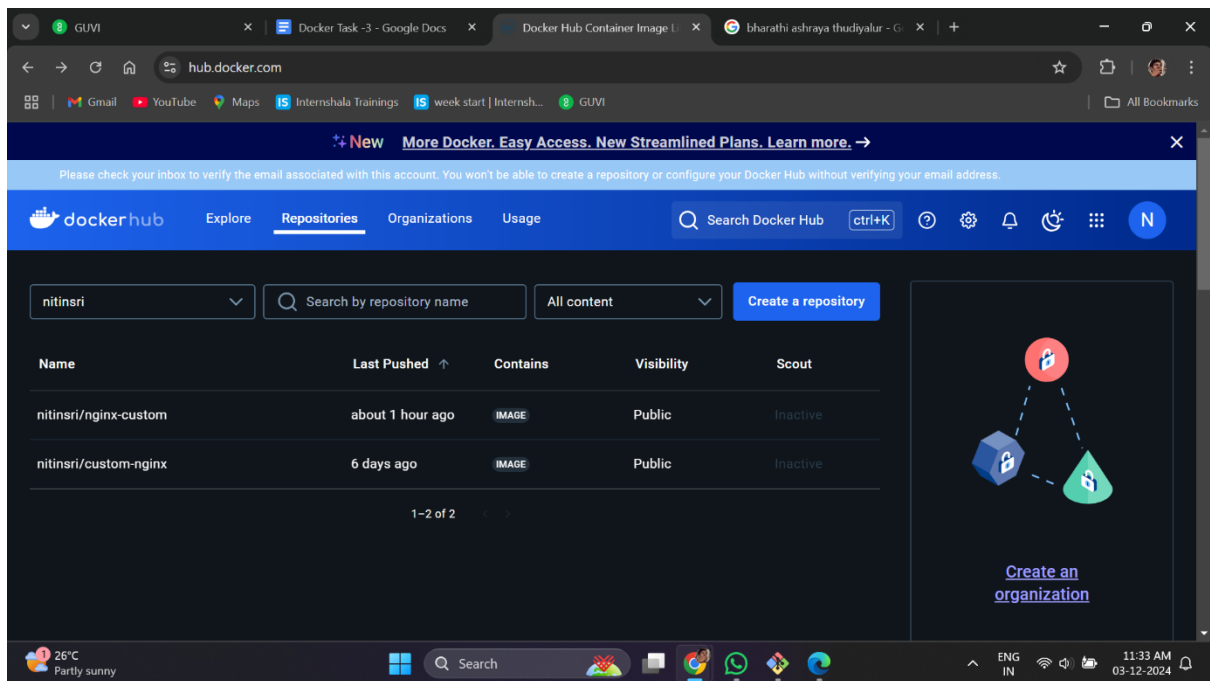 GUVI
Docker Task -3 - Google Docs
Docker Hub Container Image Li
bharathi ashraya thudiyalur - G
hub.docker.com
Gmail YouTube Maps Internshala Trainings week start | Internsh... GUVI All Bookmarks
New More Docker. Easy Access. New Streamlined Plans. Learn more. →
Please check your inbox to verify the email associated with this account. You won't be able to create a repository or configure your Docker Hub without verifying your email address.
dockerhub Explore Repositories Organizations Usage Search Docker Hub ctrl+K N
nitinsri Search by repository name All content Create a repository
Name Last Pushed ↑ Contains Visibility Scout
nitinsri/nginx-custom about 1 hour ago IMAGE Public Inactive
nitinsri/custom-nginx 6 days ago IMAGE Public Inactive
1–2 of 2
Create an
organization
1 26°C
Partly sunny
Search
ENG
IN
11:33 AM
03-12-2024